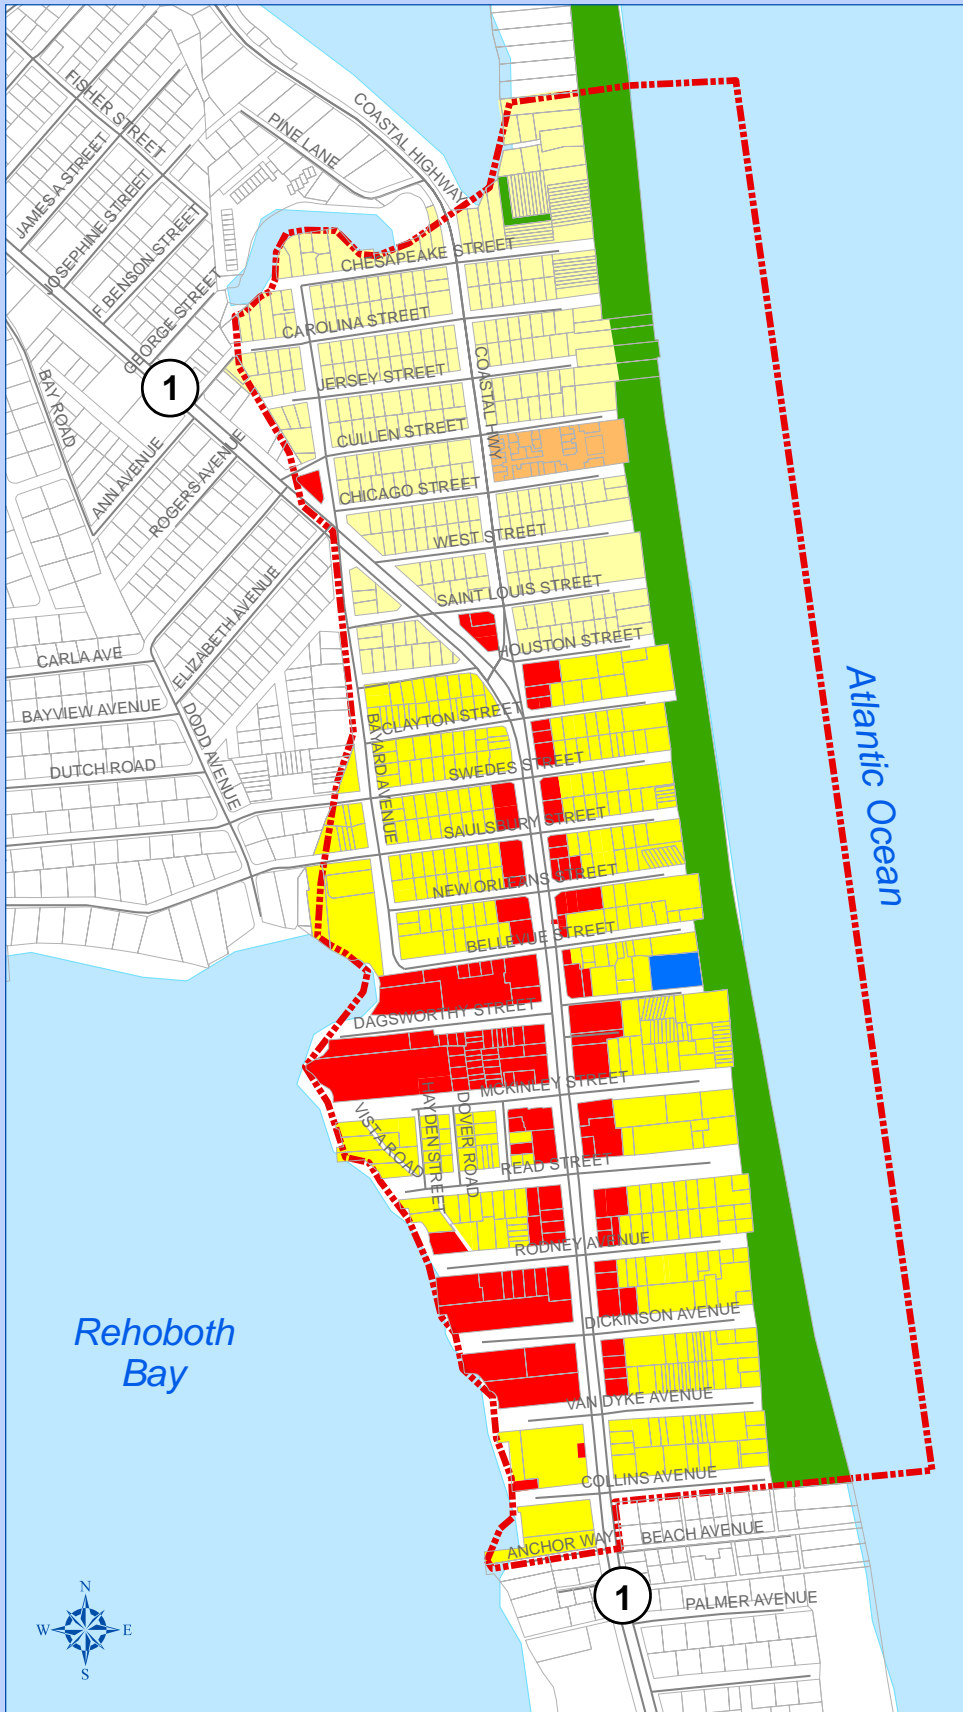 FISHER STREET
PINE LANE
COASTAL HIGHWAY
JAMES A STREET
JOSEPHINE STREET
F BENSON STREET
GEORGE STREET
CHESAPEAKE STREET
CAROLINA STREET
JERSEY STREET
COASTAL HWY
1
BAY ROAD
CULLEN STREET
ANN AVENUE
ROGERS AVENUE
CHICAGO STREET
WEST STREET
SAINT LOUIS STREET
ELIZABETH AVENUE
HOUSTON STREET
CARLA AVE
BAYVIEW AVENUE
DODD AVENUE
DUTCH ROAD
BAYARD AVENUE
CLAYTON STREET
SWEDES STREET
SAULSBURY STREET
NEW ORLEANS STREET
BELLEVUE STREET
Atlantic Ocean
DAGSWORTHY STREET
MCKINLEY STREET
VISTA ROAD
HAYDEN STREET
DOVER ROAD
READ STREET
RODNEY AVENUE
DICKINSON AVENUE
Rehoboth
Bay
VAN DYKE AVENUE
COLLINS AVENUE
ANCHOR WAY
BEACH AVENUE
1
PALMER AVENUE
N
W
E
S